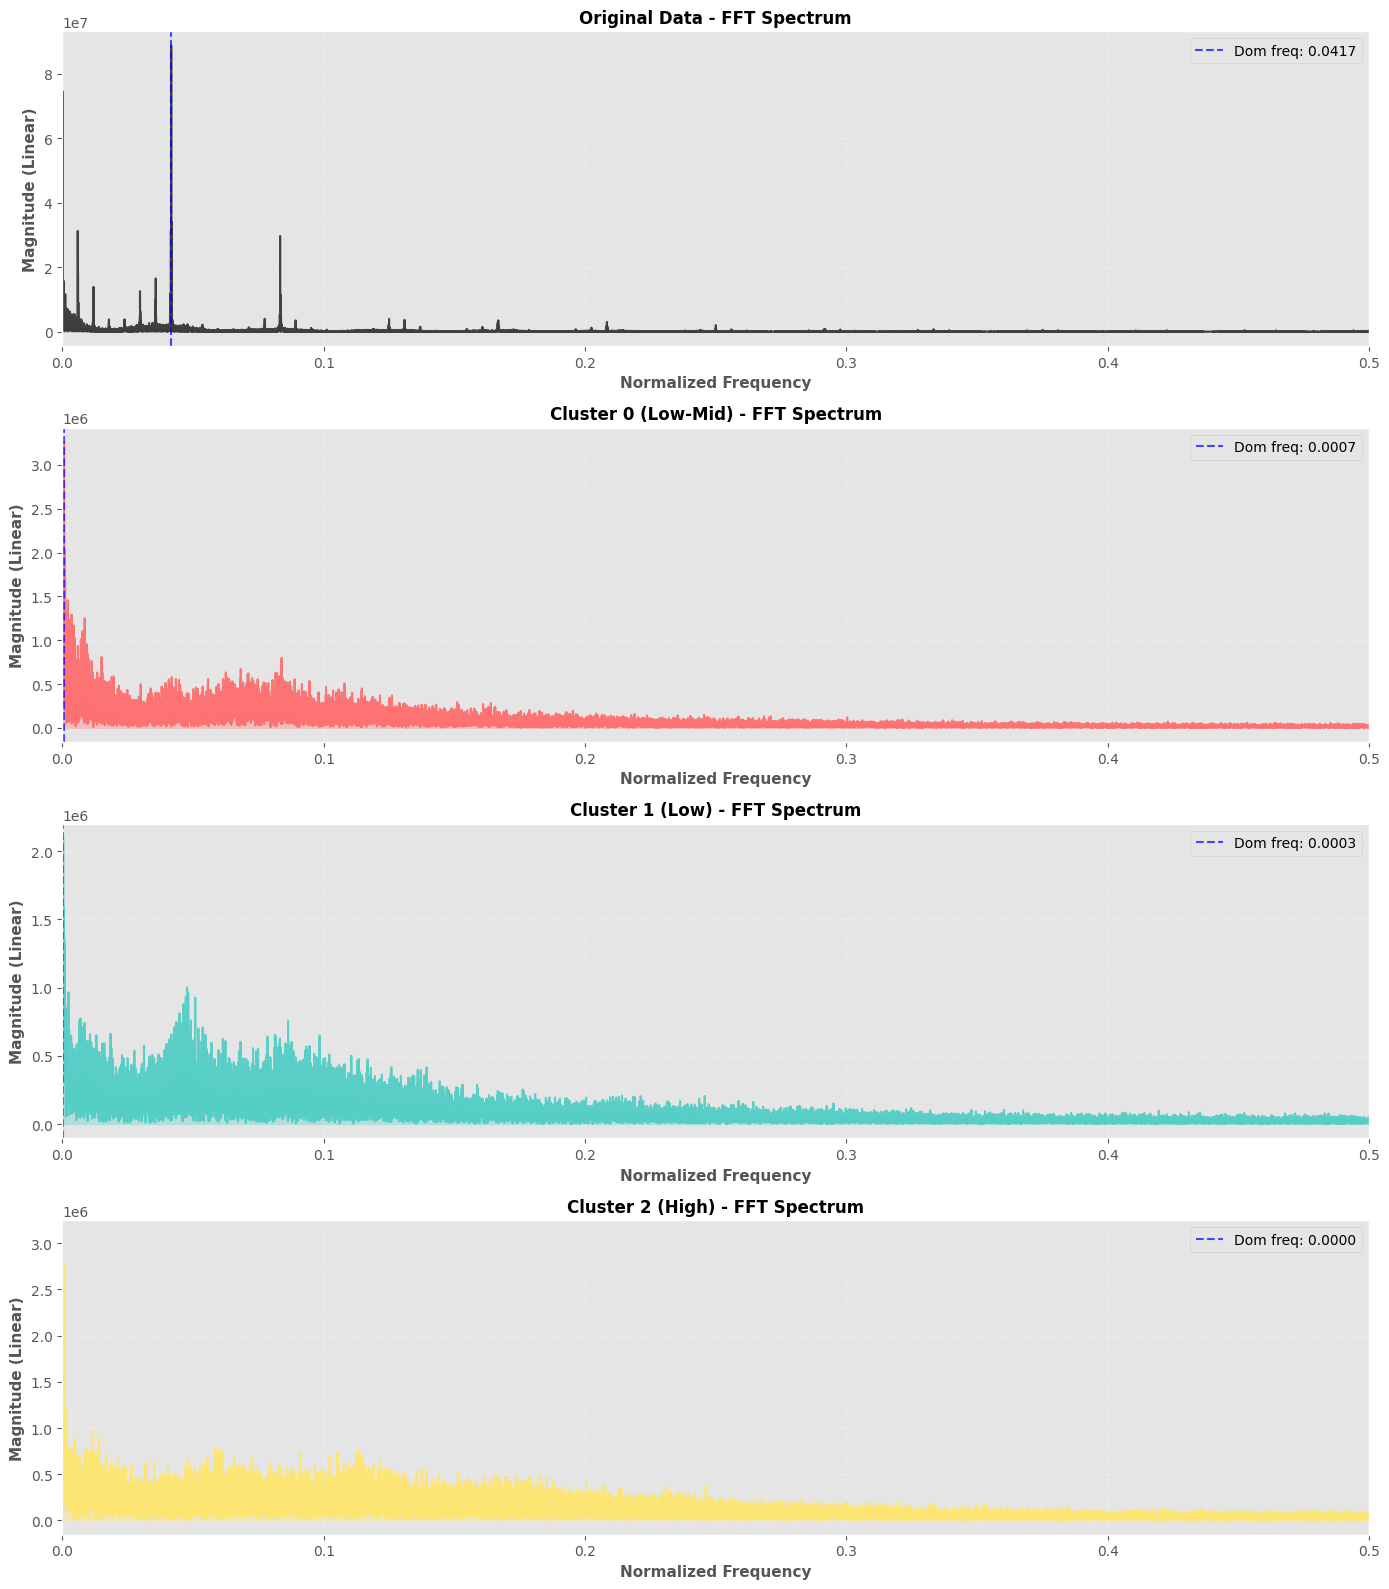 Original Data - FFT Spectrum
1e7
Dom freq: 0.0417
Magnitude (Linear)
8
6
4
2
0
0.0 0.1 0.2 0.3 0.4 0.5
Normalized Frequency
Cluster 0 (Low-Mid) - FFT Spectrum
1e6
Dom freq: 0.0007
Magnitude (Linear)
3.0
2.5
2.0
1.5
1.0
0.5
0.0
0.0 0.1 0.2 0.3 0.4 0.5
Normalized Frequency
Cluster 1 (Low) - FFT Spectrum
1e6
Dom freq: 0.0003
Magnitude (Linear)
2.0
1.5
1.0
0.5
0.0
0.0 0.1 0.2 0.3 0.4 0.5
Normalized Frequency
Cluster 2 (High) - FFT Spectrum
1e6
Dom freq: 0.0000
Magnitude (Linear)
3.0
2.5
2.0
1.5
1.0
0.5
0.0
0.0 0.1 0.2 0.3 0.4 0.5
Normalized Frequency